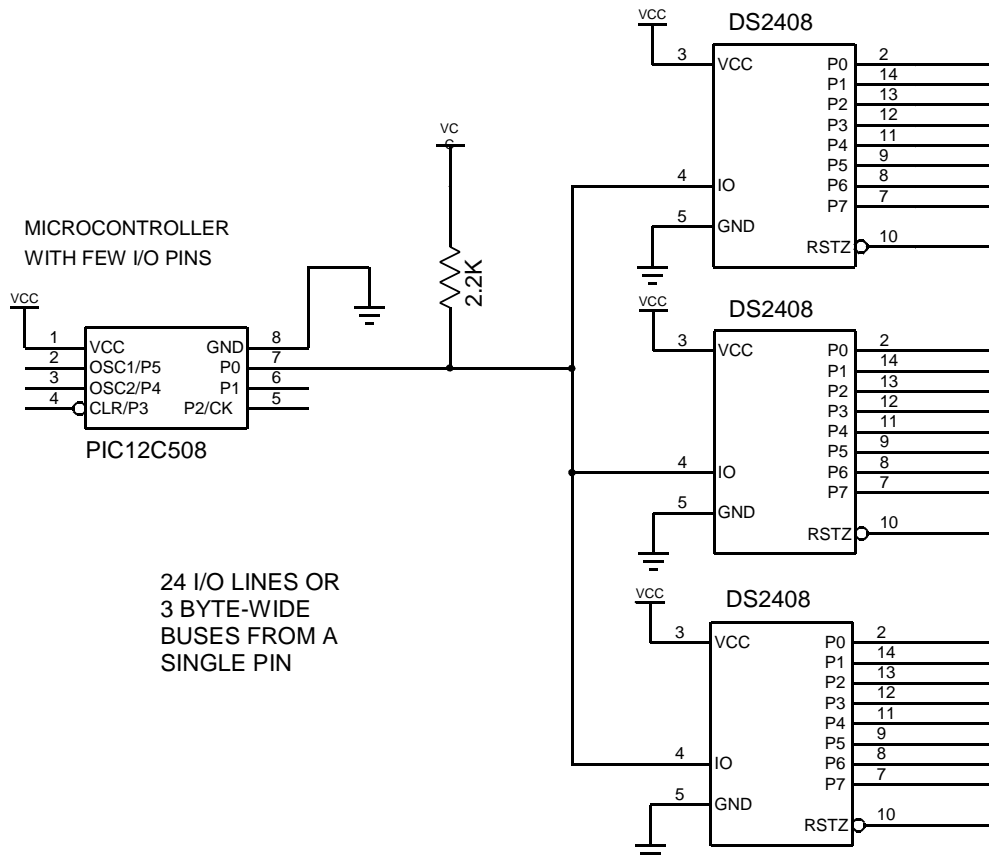 VCC
DS2408
3
VCC
P0
2
P1
14
P2
13
P3
12
P4
11
P5
9
4
IO
P6
8
P7
7
5
GND
RSTZ
10
VC
C
2.2K
MICROCONTROLLER
WITH FEW I/O PINS
VCC
1
VCC
GND
8
2
OSC1/P5
P0
7
3
OSC2/P4
P1
6
4
CLR/P3
P2/CK
5
PIC12C508
VCC
DS2408
3
VCC
P0
2
P1
14
P2
13
P3
12
P4
11
P5
9
4
IO
P6
8
P7
7
5
GND
RSTZ
10
24 I/O LINES OR
3 BYTE-WIDE
BUSES FROM A
SINGLE PIN
VCC
DS2408
3
VCC
P0
2
P1
14
P2
13
P3
12
P4
11
P5
9
4
IO
P6
8
P7
7
5
GND
RSTZ
10